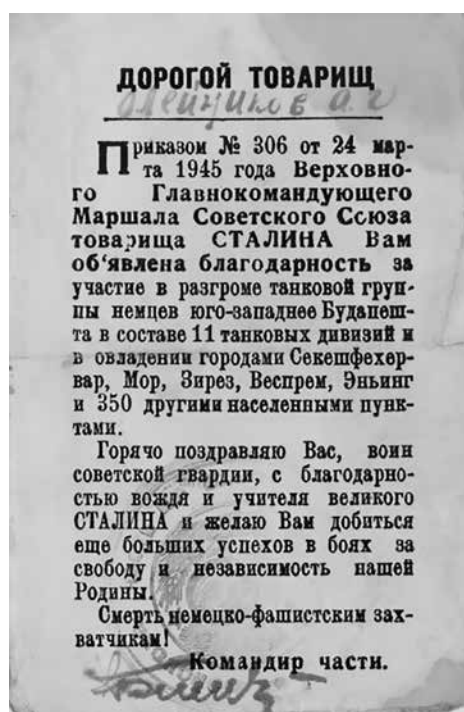 ДОРОГОЙ ТОВАРИЩ
Приказом № 306 от 24 мар-
та 1945 года Верховно-
го Главнокомандующего
Маршала Советского Союза
товарища СТАЛИНА Вам
об‘явлена благодарность за
участие в разгроме танковой груп-
пы немцев юго-западнее Будапеш-
та в составе 11 танковых дивизий и
в овладении городами Секешфехер-
вар, Мор, Зирез, Веспрем, Эньинг
и 350 другими населенными пунк-
тами.
Горячо поздравляю Вас, воин
советской гвардии, с благодарно-
стью вождя и учителя великого
СТАЛИНА и желаю Вам добиться
еще больших успехов в боях за
свободу и независимость нашей
Родины.
Смерть немецко-фашистским зах-
ватчикам!
Командир части.